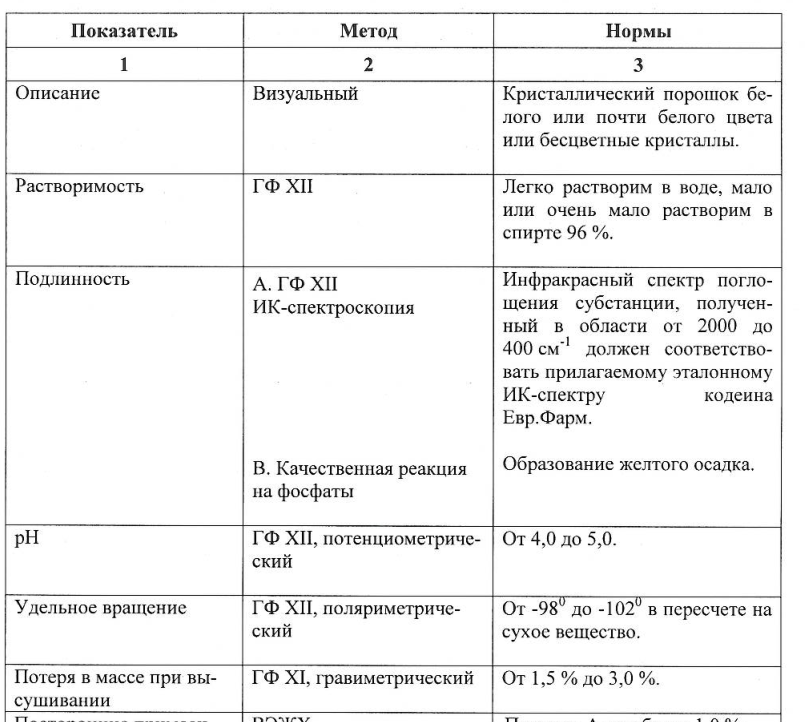 Показатель Метод Нормы
1 2 3
Описание Визуальный Кристаллический порошок бе-
лого или почти белого цвета
или бесцветные кристаллы.
Растворимость ГФ XII Легко растворим в воде, мало
или очень мало растворим в
спирте 96 %.
Подлинность
А. ГФ XII
ИК-спектроскопия
Инфракрасный спектр погло-
щения субстанции, получен-
ный в области от 2000 до
400 см-1 должен соответство-
вать прилагаемому эталонному
ИК-спектру кодеина
Евр.Фарм.
В. Качественная реакция
на фосфаты
Образование желтого осадка.
pH ГФ XII, потенциометриче-
ский
От 4,0 до 5,0.
Удельное вращение ГФ XII, поляриметриче-
ский
От -98⁰ до -102⁰ в пересчете на
сухое вещество.
Потеря в массе при вы-
сушивании
ГФ XI, гравиметрический От 1,5 % до 3,0 %.